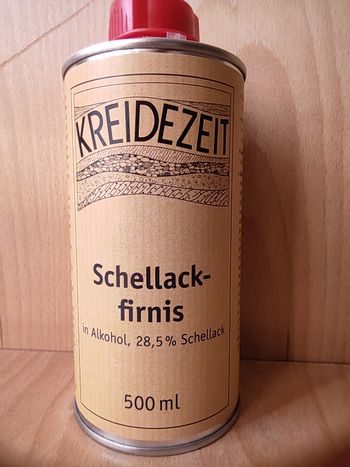 KREIDEZEIT
Schellack-
firnis
in Alkohol, 28,5% Schellack
500 ml